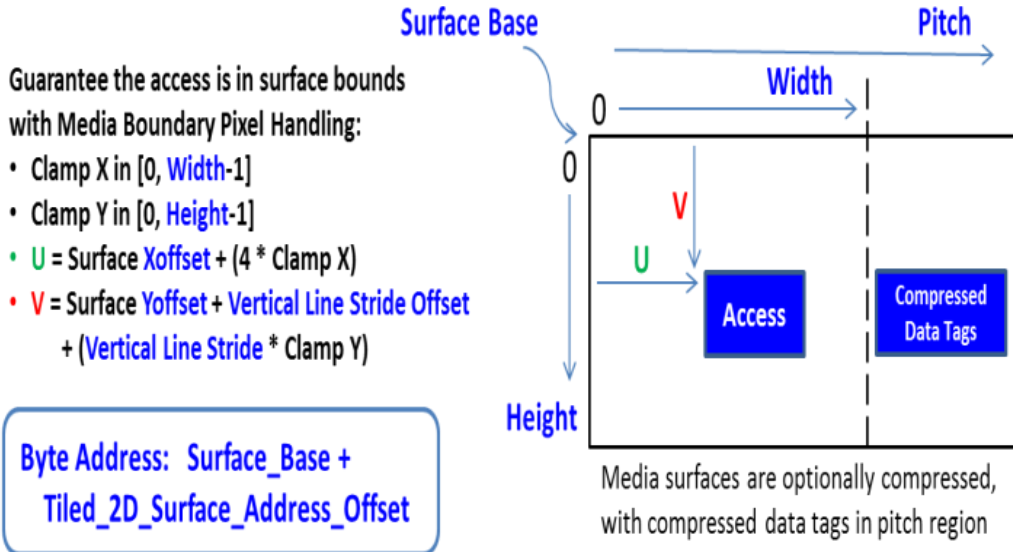 Surface Base
Pitch
Guarantee the access is in surface bounds
with Media Boundary Pixel Handling:
• Clamp X in [0, Width-1]
• Clamp Y in [0, Height-1]
• U = Surface Xoffset + (4 * Clamp X)
• V = Surface Yoffset + Vertical Line Stride Offset
+ (Vertical Line Stride * Clamp Y)
Byte Address: Surface_Base +
Tiled_2D_Surface_Address_Offset
Width
0
0
V
U
Access
Compressed
Data Tags
Height
Media surfaces are optionally compressed,
with compressed data tags in pitch region